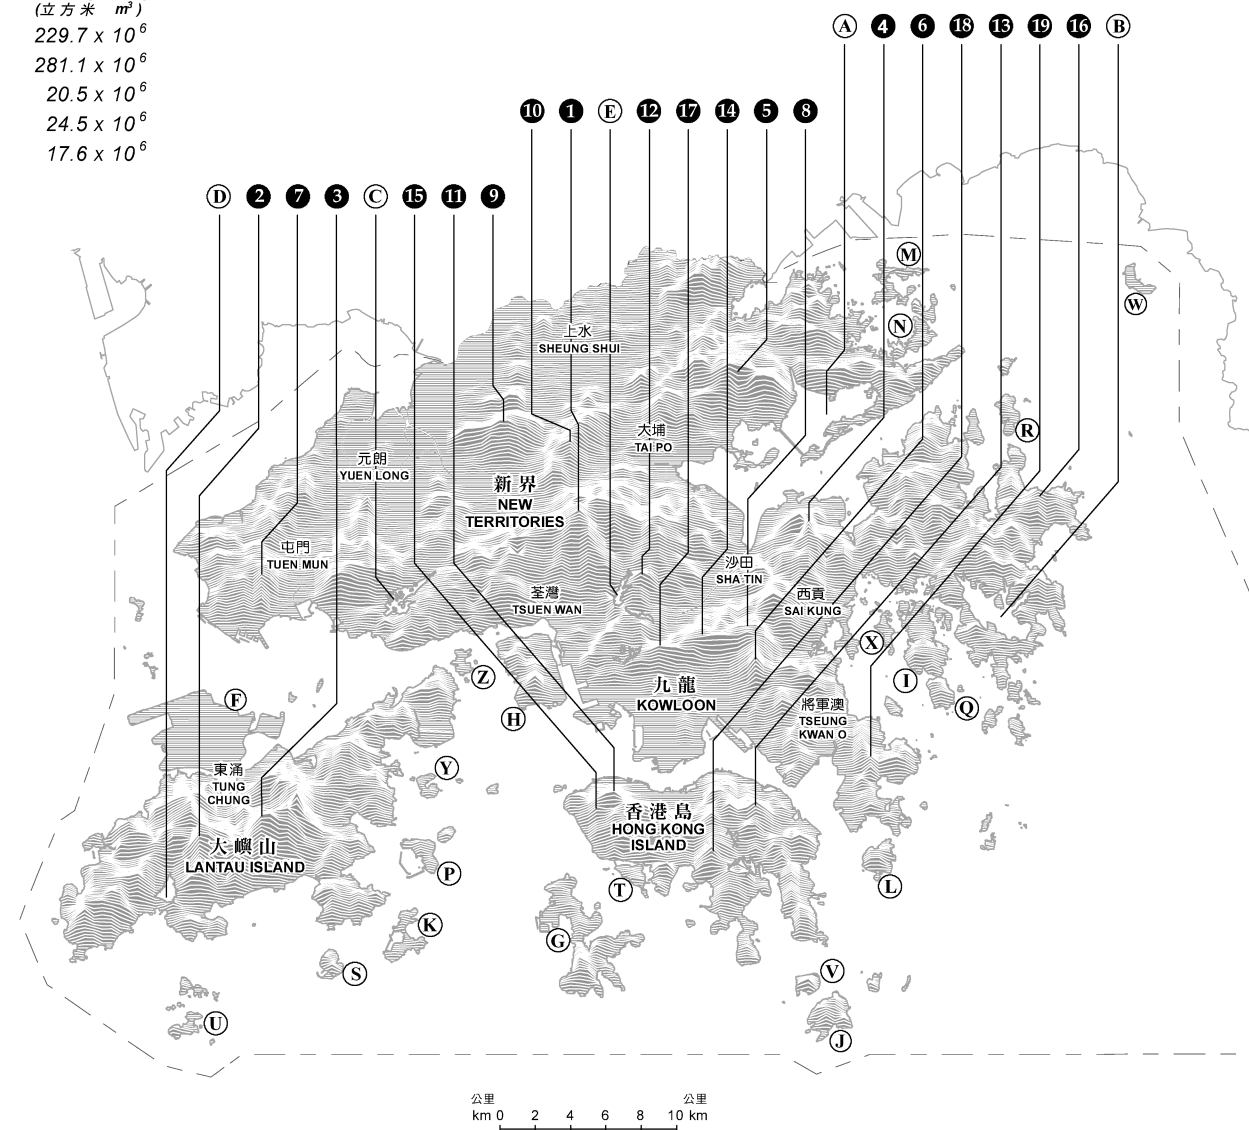 (立方米 m³)
229.7 x 10⁶
281.1 x 10⁶
20.5 x 10⁶
24.5 x 10⁶
17.6 x 10⁶
A 4 6 18 13 19 16 B
10 1 E 12 17 14 5 8
D 2 7 3 C 15 11 9
M
W
N
上水
SHEUNG SHUI
R
大埔
TAI PO
元朗
YUEN LONG
新界
NEW
TERRITORIES
屯門
TUEN MUN
沙田
SHA TIN
荃灣
TSUEN WAN
西貢
SAI KUNG
X
Z
I
九龍
KOWLOON
F
H
Q
將軍澳
TSEUNG
KWAN O
東涌
TUNG
CHUNG
Y
香港島
HONG KONG
ISLAND
大嶼山
LANTAU ISLAND
P
T
L
K
G
S
V
U
J
公里 公里
km 0 2 4 6 8 10 km